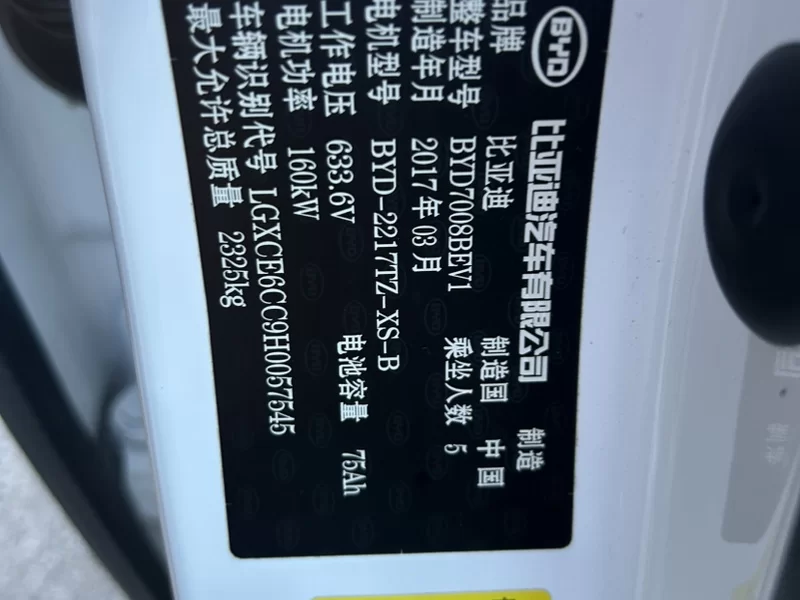 BYD 比亚迪汽车有限公司 制造
品牌 比亚迪 制造国 中国
整车型号 BYD7008BEV1 乘坐人数 5
制造年月 2017年03月
电机型号 BYD-2217TZ-XS-B
工作电压 633.6V 电池容量 75Ah
电机功率 160kW
车辆识别代号 LGXCE6CC9H0057545
最大允许总质量 2325kg